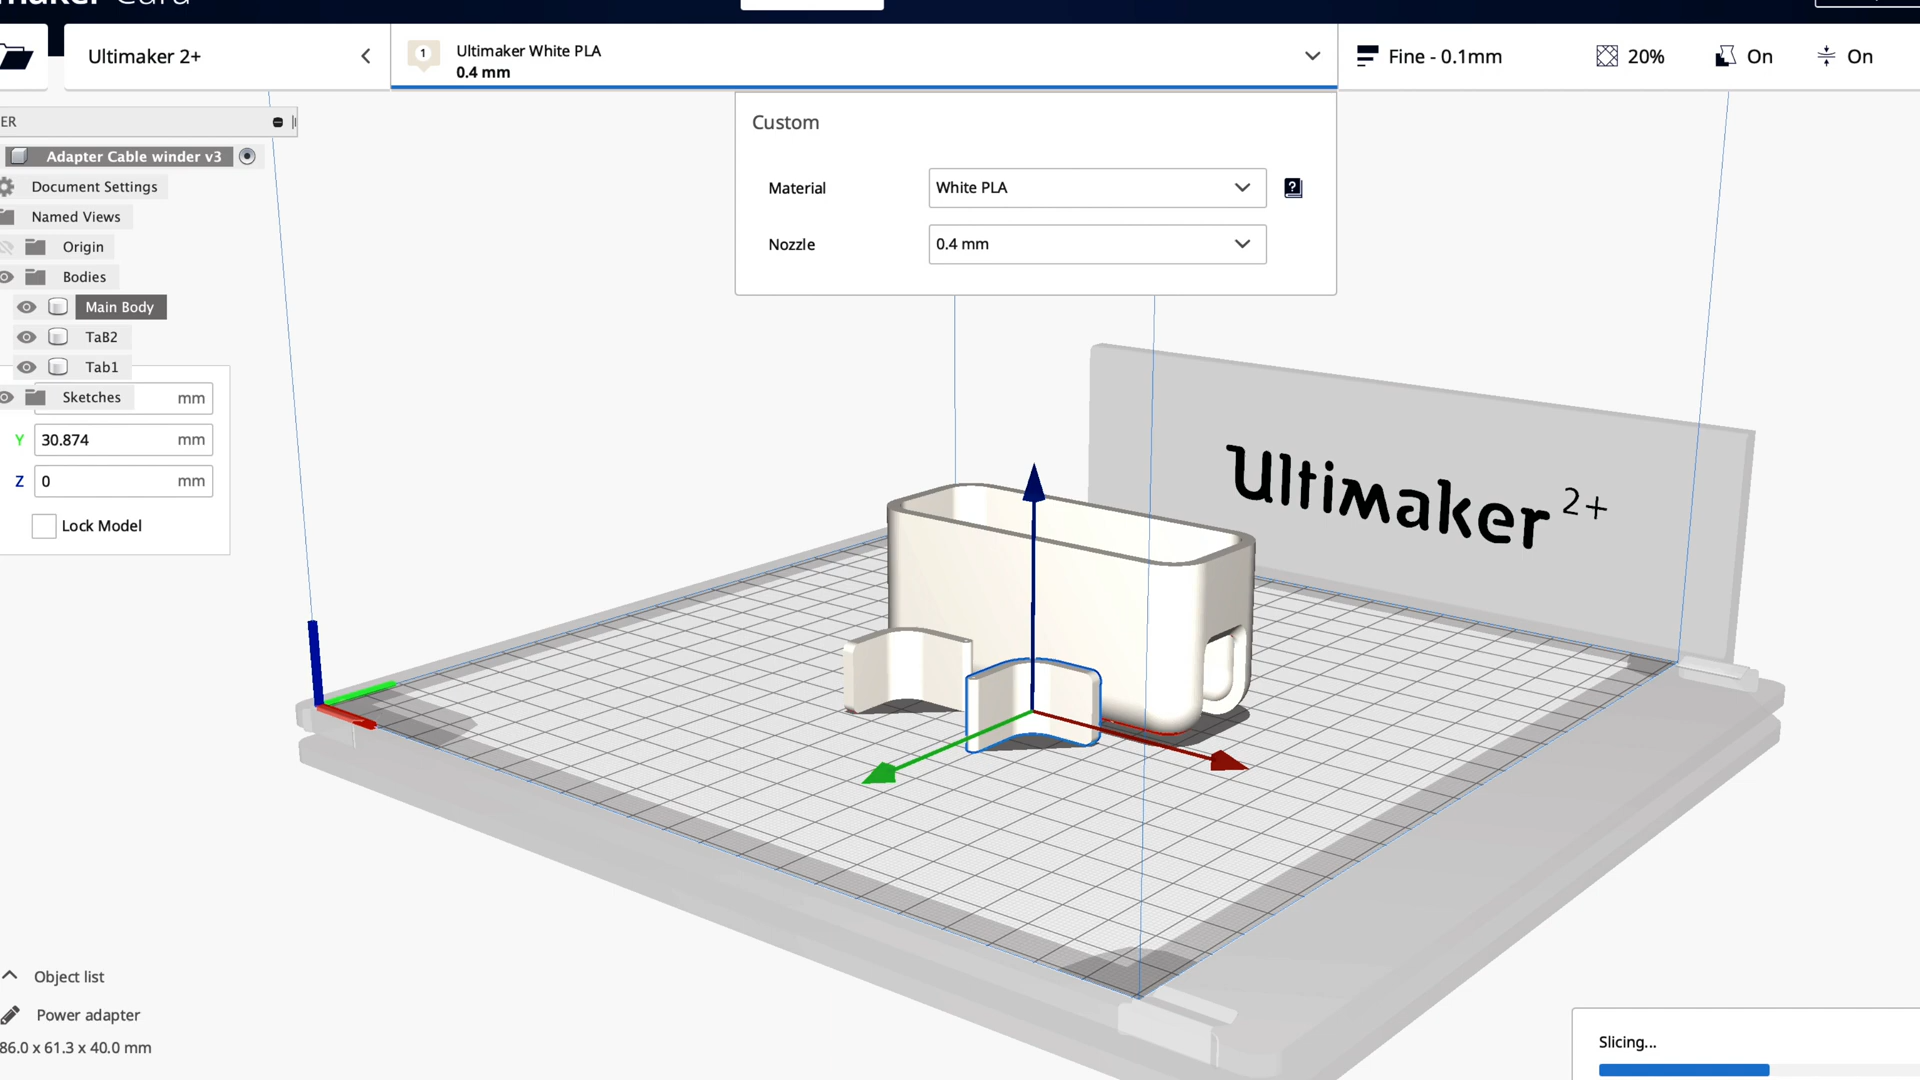 Ultimaker 2+
1
Ultimaker White PLA
0.4 mm
Fine - 0.1mm
20%
On
On
ER
Adapter Cable winder v3
Document Settings
Named Views
Origin
Bodies
Main Body
TaB2
Tab1
Sketches
mm
Y 30.874 mm
Z 0 mm
Lock Model
Custom
Material White PLA ?
Nozzle 0.4 mm
Ultimaker 2+
Object list
Power adapter
86.0 x 61.3 x 40.0 mm
Slicing...